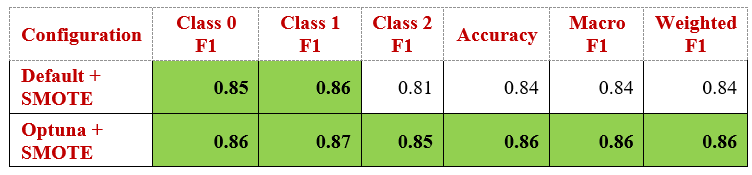 Configuration Class 0 F1 Class 1 F1 Class 2 F1 Accuracy Macro F1 Weighted F1
Default + SMOTE 0.85 0.86 0.81 0.84 0.84 0.84
Optuna + SMOTE 0.86 0.87 0.85 0.86 0.86 0.86